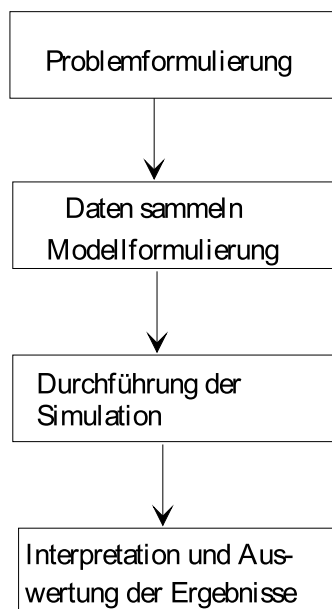 Problemformulierung
Daten sammeln
Modellformulierung
Durchführung der
Simulation
Interpretation und Aus-
wertung der Ergebnisse